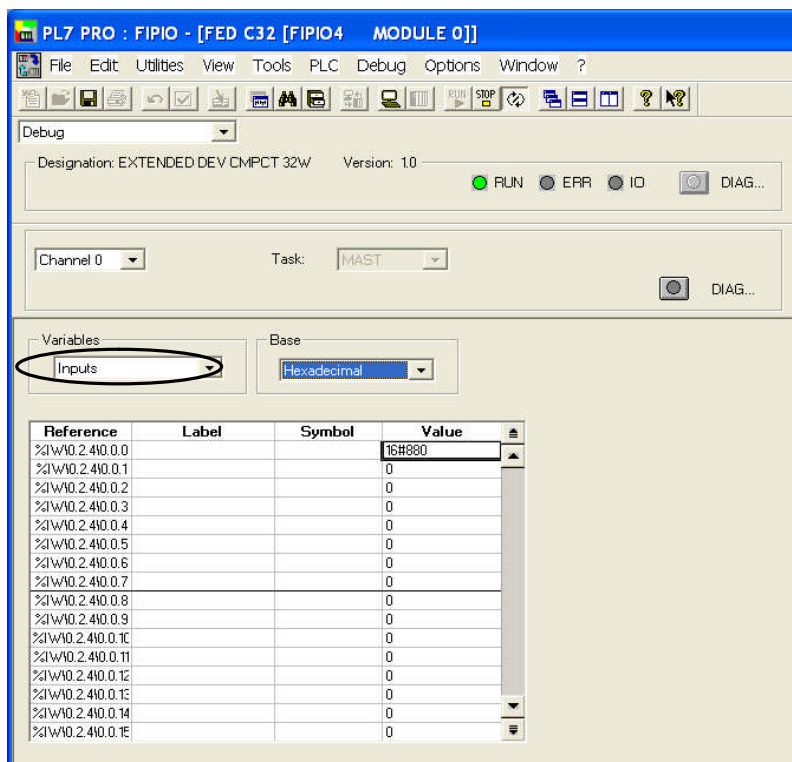 PL7 PRO : FIPIO - [FED C32 [FIPIO4 MODULE 0]]
File Edit Utilities View Tools PLC Debug Options Window ?
RUN STOP
Debug
Designation: EXTENDED DEV CMPCT 32W Version: 1.0
RUN ERR IO DIAG...
Channel 0 Task: MAST
DIAG...
Variables Base
Inputs Hexadecimal
Reference Label Symbol Value
%IW\0.2.4\0.0.0 16#880
%IW\0.2.4\0.0.1 0
%IW\0.2.4\0.0.2 0
%IW\0.2.4\0.0.3 0
%IW\0.2.4\0.0.4 0
%IW\0.2.4\0.0.5 0
%IW\0.2.4\0.0.6 0
%IW\0.2.4\0.0.7 0
%IW\0.2.4\0.0.8 0
%IW\0.2.4\0.0.9 0
%IW\0.2.4\0.0.10 0
%IW\0.2.4\0.0.11 0
%IW\0.2.4\0.0.12 0
%IW\0.2.4\0.0.13 0
%IW\0.2.4\0.0.14 0
%IW\0.2.4\0.0.15 0